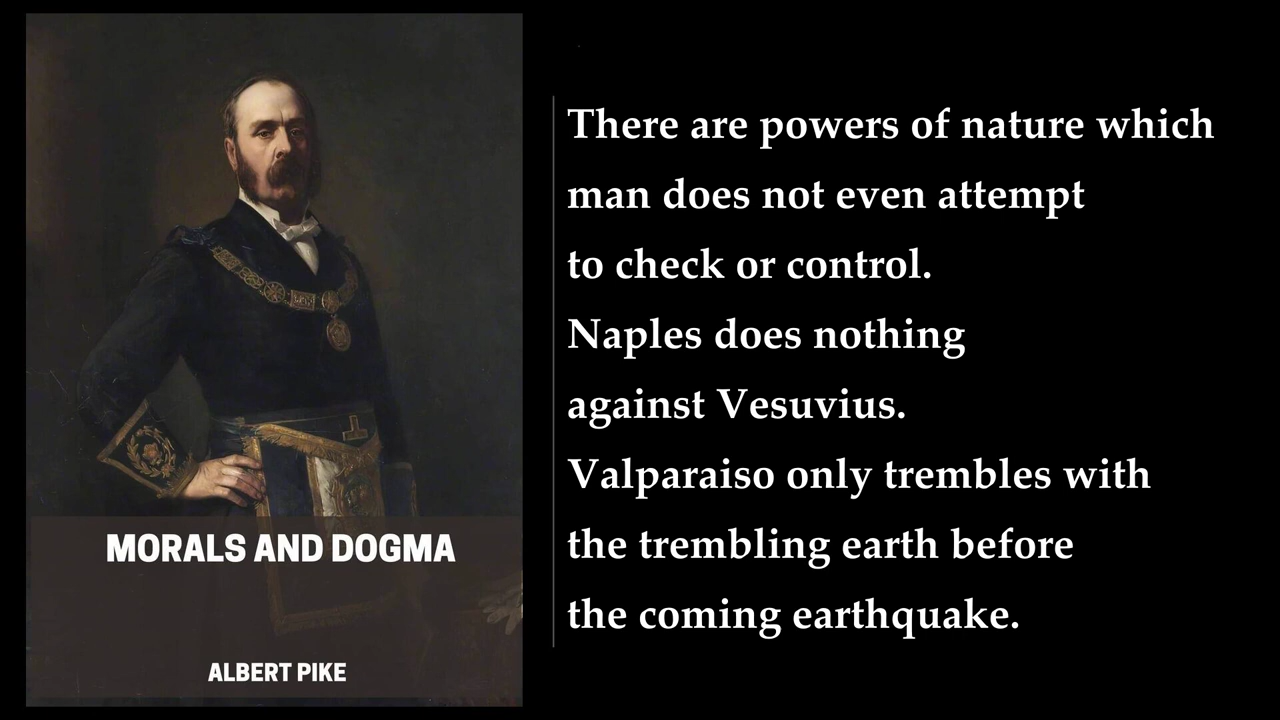 MORALS AND DOGMA
ALBERT PIKE
There are powers of nature which
man does not even attempt
to check or control.
Naples does nothing
against Vesuvius.
Valparaiso only trembles with
the trembling earth before
the coming earthquake.